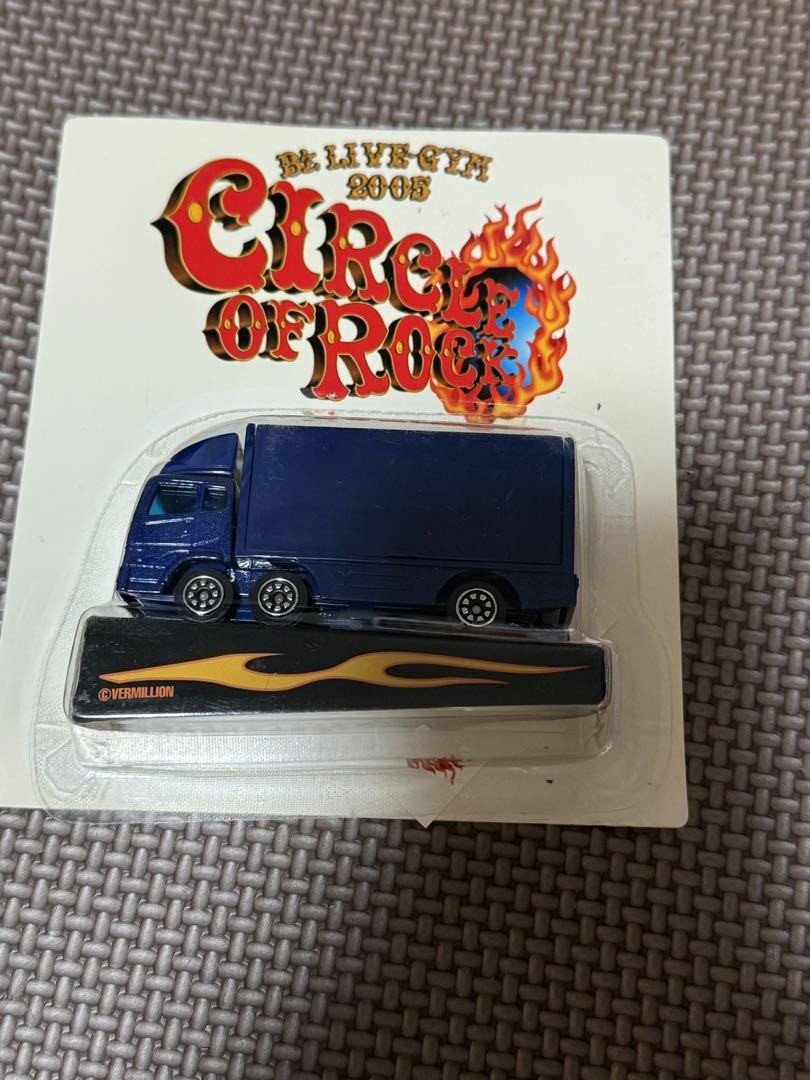 B'z LIVE-GYM
2005
CIRCLE
OF ROCK
©VERMILLION